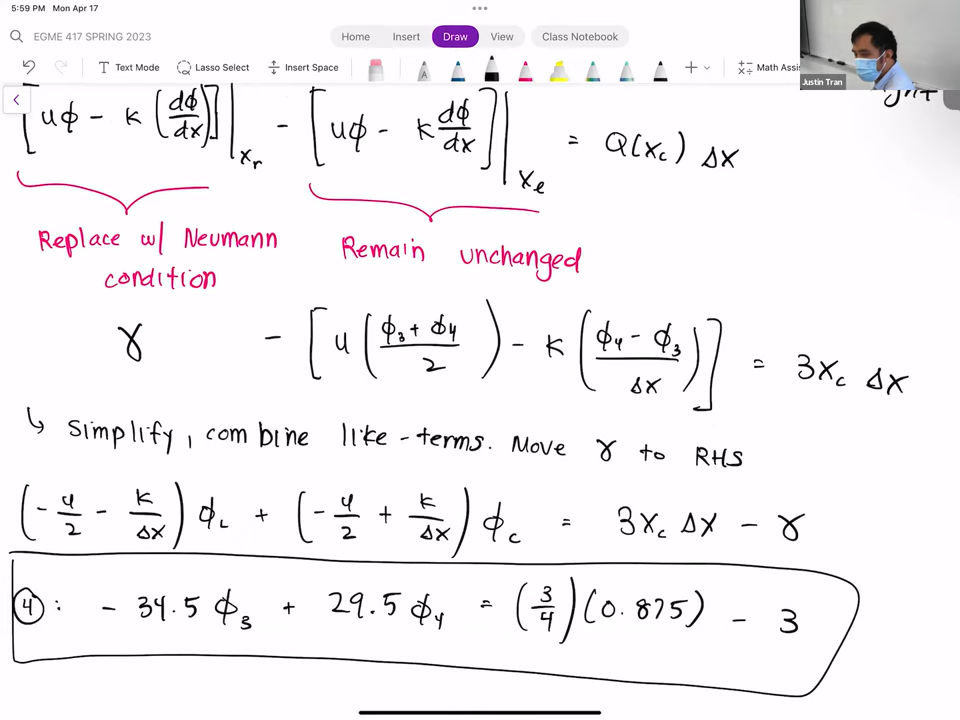 5:59 PM Mon Apr 17
EGME 417 SPRING 2023
Home Insert Draw View Class Notebook
Text Mode Lasso Select Insert Space Math Assis
Justin Tran
[uϕ - K (dϕ/dx)]|xr - [uϕ - K dϕ/dx]|xe = Q(xc) Δx
Replace w/ Neumann condition
Remain unchanged
γ - [u((ϕ3 + ϕ4)/2) - K((ϕ4 - ϕ3)/Δx)] = 3xc Δx
↳ Simplify, combine like-terms. Move γ to RHS
(-u/2 - K/Δx) ϕL + (-u/2 + K/Δx) ϕc = 3xc Δx - γ
④: - 34.5 ϕ3 + 29.5 ϕ4 = (3/4)(0.875) - 3